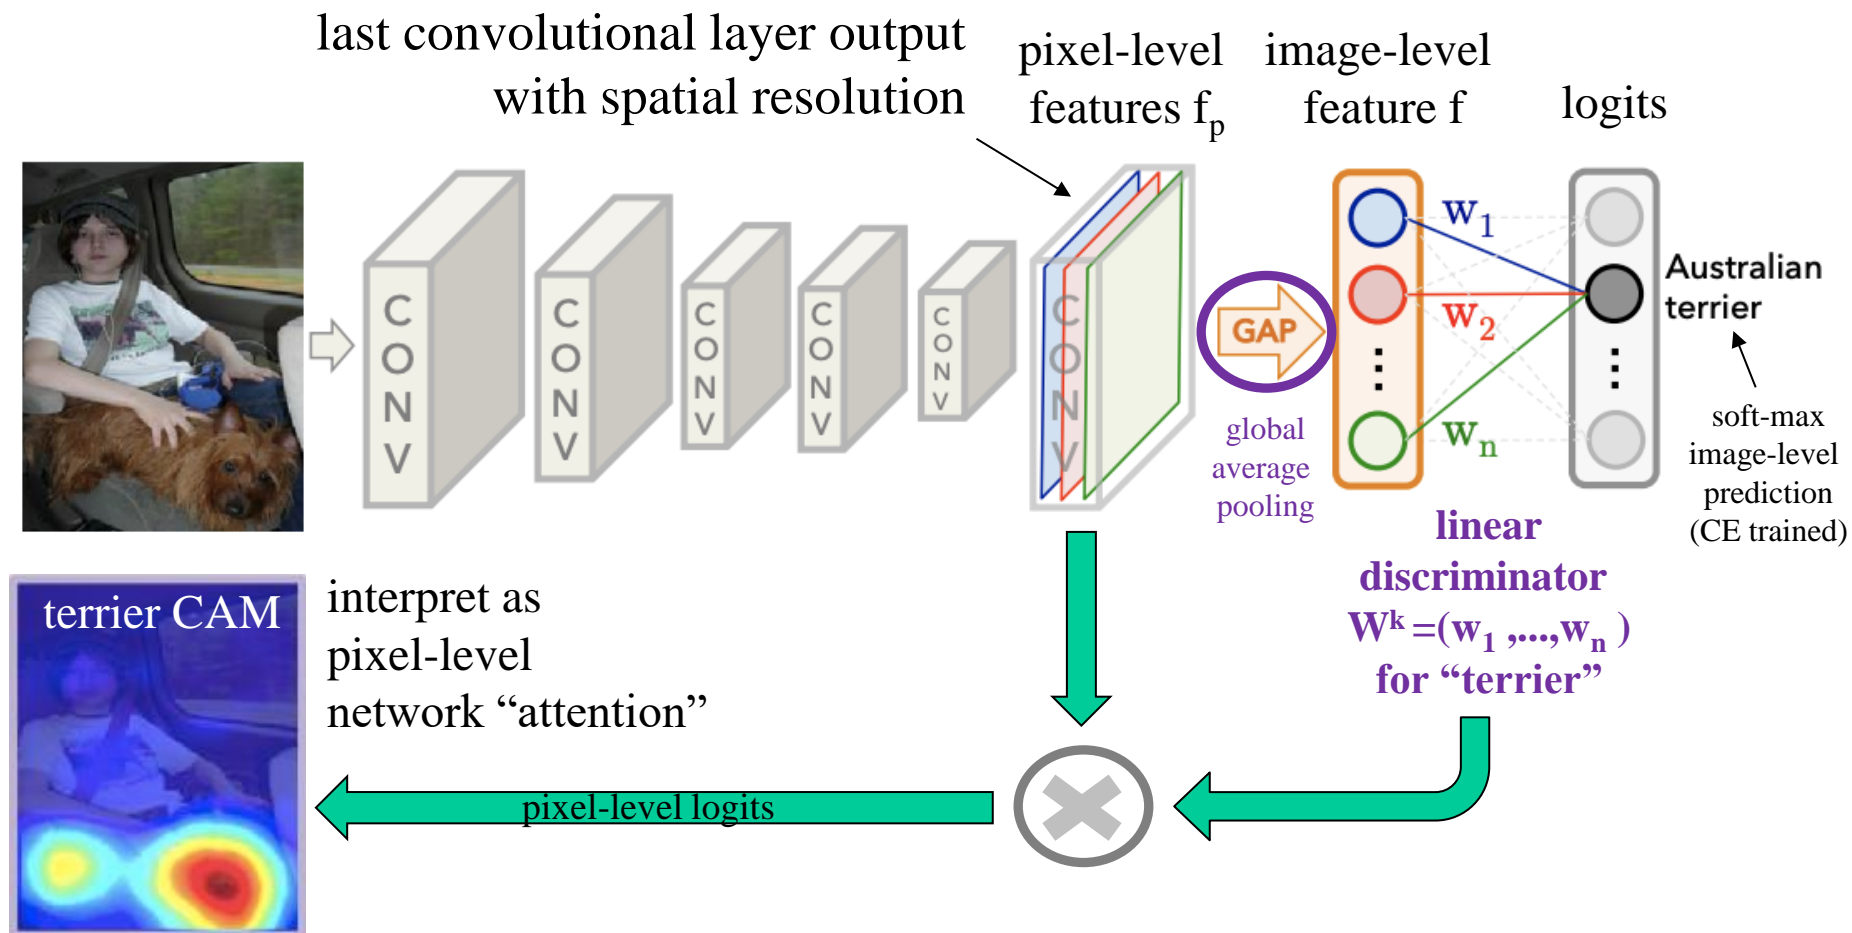 last convolutional layer output
with spatial resolution
pixel-level
features fp
image-level
feature f
logits
CONV
CONV
CONV
CONV
CONV
CONV
GAP
global
average
pooling
w1
w2
wn
Australian
terrier
soft-max
image-level
prediction
(CE trained)
linear
discriminator
Wk =(w1 ,...,wn )
for “terrier”
terrier CAM
interpret as
pixel-level
network “attention”
pixel-level logits